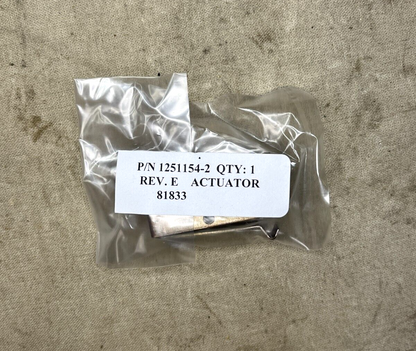 P/N 1251154-2 QTY: 1
REV. E ACTUATOR
81833